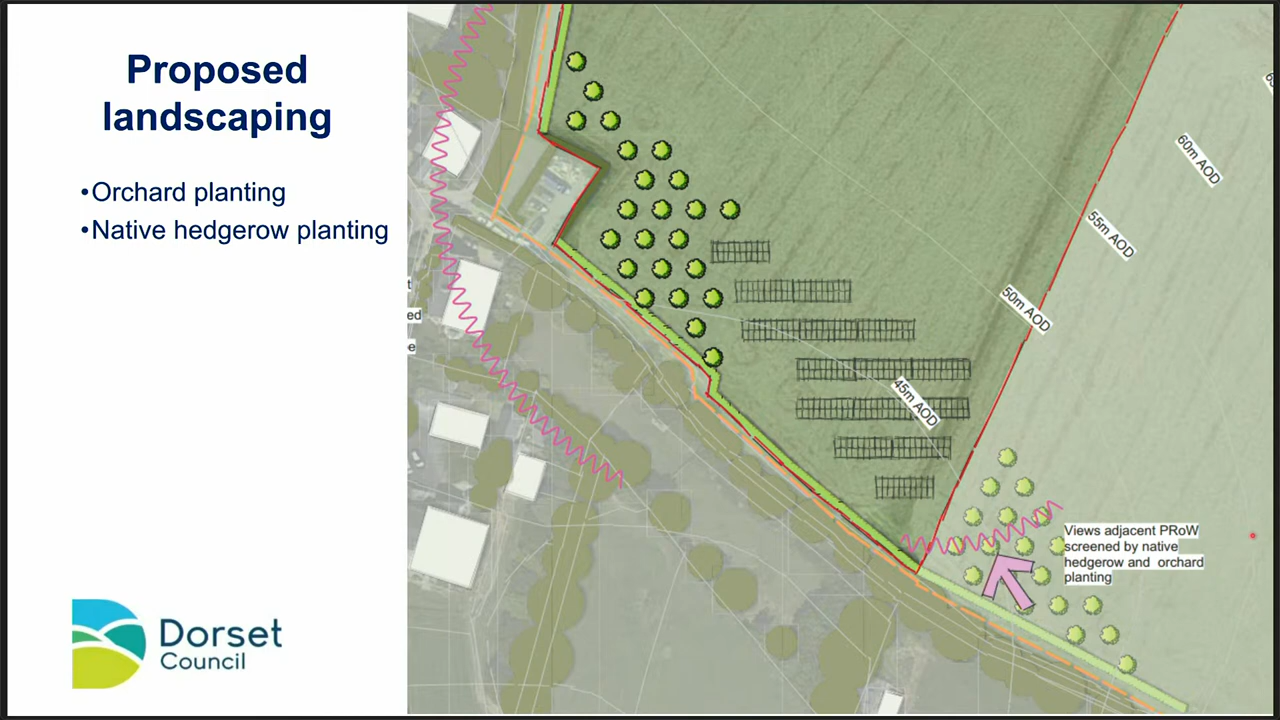 Proposed
landscaping
•Orchard planting
•Native hedgerow planting
t
ed
e
60m AOD
55m AOD
50m AOD
45m AOD
Views adjacent PRoW
screened by native
hedgerow and orchard
planting
Dorset
Council